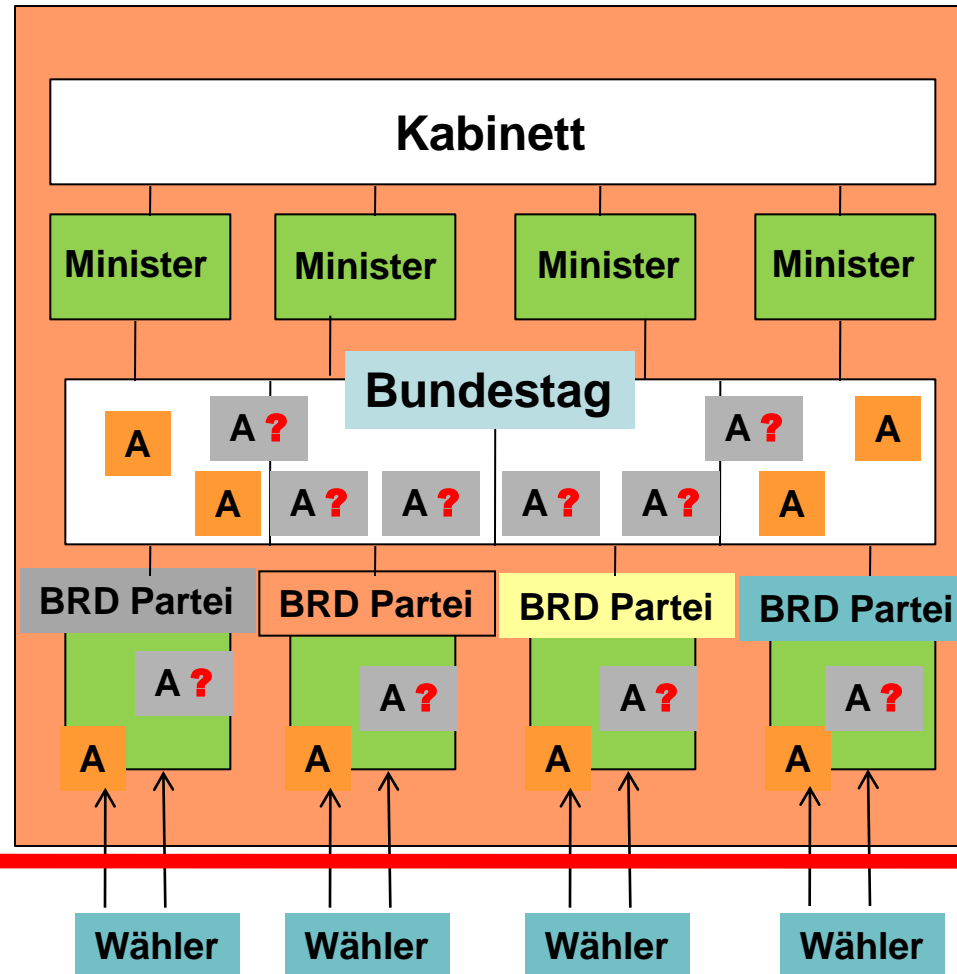 Kabinett
Minister Minister Minister Minister
Bundestag
A A ? A ? A
A A ? A ? A ? A ? A
BRD Partei BRD Partei BRD Partei BRD Partei
A ? A ? A ? A ?
A A A A
Wähler Wähler Wähler Wähler